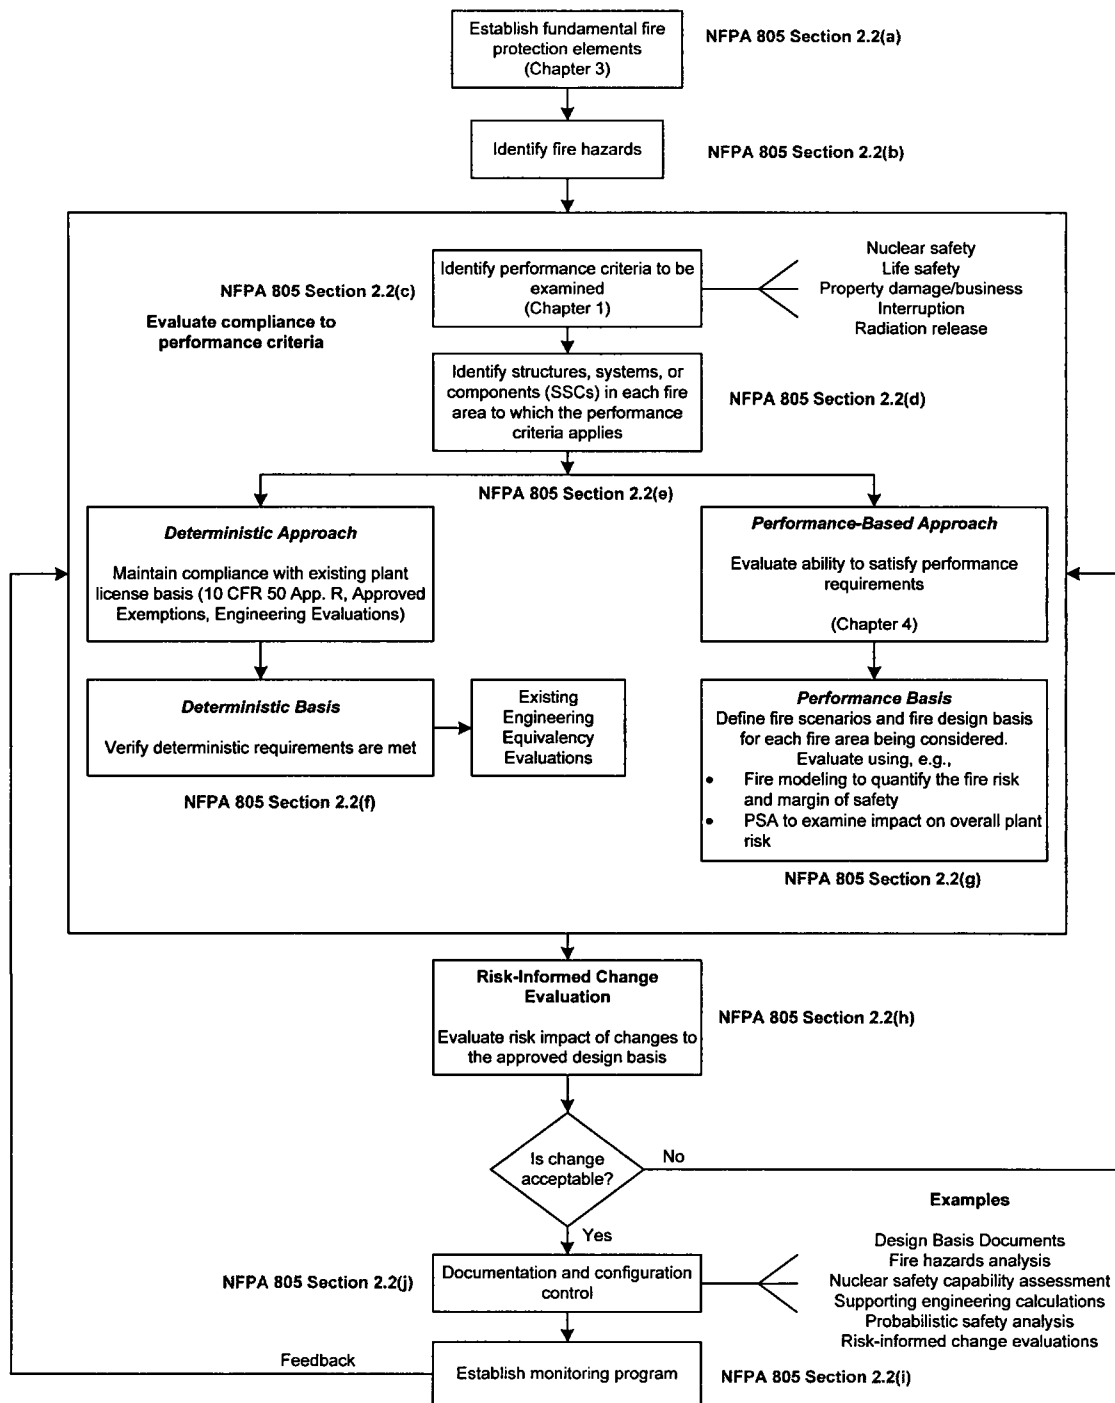 Establish fundamental fire
protection elements
(Chapter 3)
NFPA 805 Section 2.2(a)
Identify fire hazards
NFPA 805 Section 2.2(b)
NFPA 805 Section 2.2(c)
Evaluate compliance to
performance criteria
Identify performance criteria to be
examined
(Chapter 1)
Nuclear safety
Life safety
Property damage/business
Interruption
Radiation release
Identify structures, systems, or
components (SSCs) in each fire
area to which the performance
criteria applies
NFPA 805 Section 2.2(d)
NFPA 805 Section 2.2(e)
Deterministic Approach
Maintain compliance with existing plant
license basis (10 CFR 50 App. R, Approved
Exemptions, Engineering Evaluations)
Performance-Based Approach
Evaluate ability to satisfy performance
requirements
(Chapter 4)
Deterministic Basis
Verify deterministic requirements are met
Existing
Engineering
Equivalency
Evaluations
NFPA 805 Section 2.2(f)
Performance Basis
Define fire scenarios and fire design basis
for each fire area being considered.
Evaluate using, e.g.,
• Fire modeling to quantify the fire risk
and margin of safety
• PSA to examine impact on overall plant
risk
NFPA 805 Section 2.2(g)
Risk-Informed Change
Evaluation
Evaluate risk impact of changes to
the approved design basis
NFPA 805 Section 2.2(h)
Is change
acceptable?
No
Yes
Examples
Design Basis Documents
Fire hazards analysis
Nuclear safety capability assessment
Supporting engineering calculations
Probabilistic safety analysis
Risk-informed change evaluations
NFPA 805 Section 2.2(j)
Documentation and configuration
control
Feedback
Establish monitoring program
NFPA 805 Section 2.2(i)